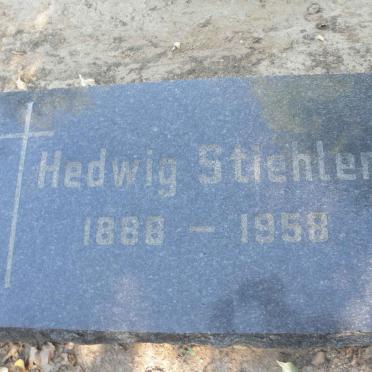 Hedwig Stiehler
1888 – 1958